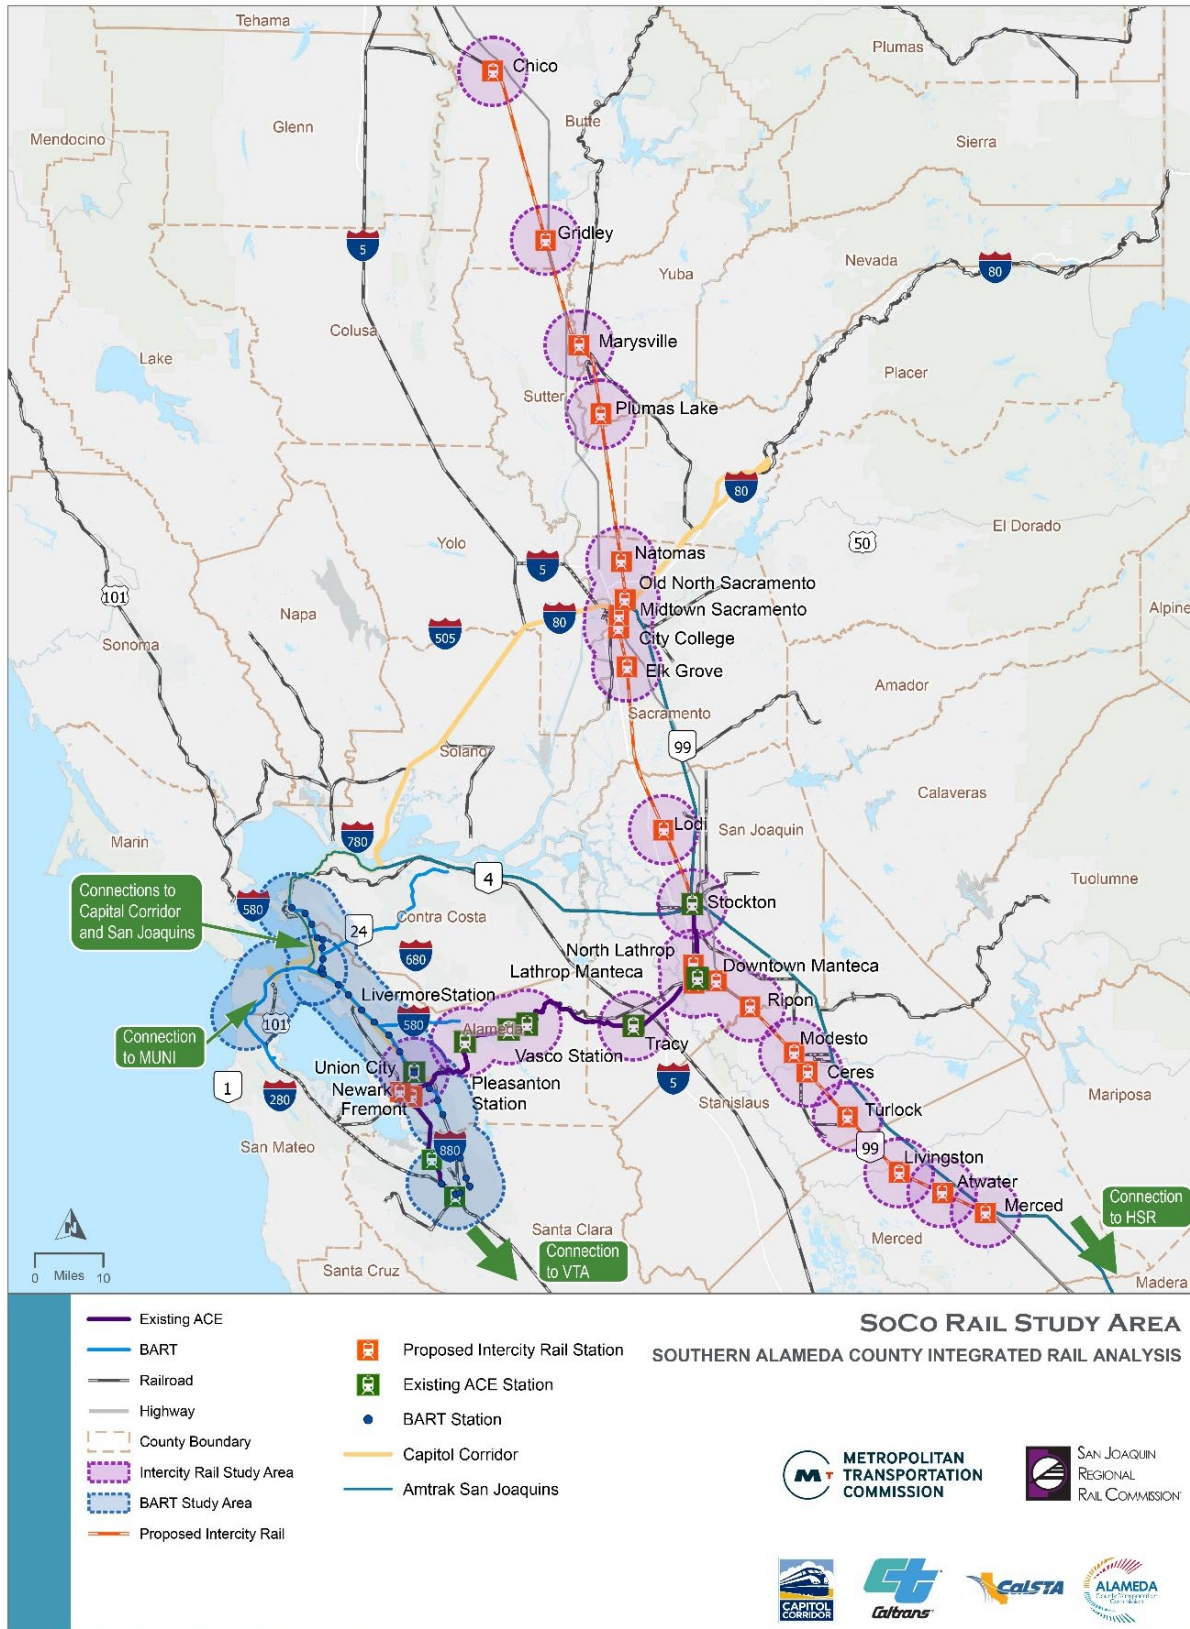 Tehama
Plumas
Chico
Glenn
Butte
Mendocino
Sierra
Gridley
5
Nevada
80
Yuba
Colusa
Marysville
Lake
Placer
Sutter
Plumas Lake
80
El Dorado
50
Yolo
Natomas
5
Old North Sacramento
101
Napa
Midtown Sacramento
Alpine
80
505
City College
Sonoma
Elk Grove
Amador
Sacramento
99
Solano
Calaveras
Lodi
San Joaquin
Marin
780
4
Tuolumne
Connections to
Capital Corridor
and San Joaquins
580
Stockton
24
Contra Costa
North Lathrop
680
Downtown Manteca
Lathrop Manteca
LivermoreStation
Ripon
101
580
Alameda
Connection
to MUNI
Tracy
Modesto
Vasco Station
Union City
Ceres
1
280
Newark
Pleasanton
Station
5
Stanislaus
Mariposa
Fremont
Turlock
San Mateo
880
99
Livingston
Atwater
Merced
Connection
to HSR
N
Santa Clara
Merced
Connection
to VTA
0 Miles 10
Santa Cruz
Madera
Existing ACE
BART
Railroad
Highway
County Boundary
Intercity Rail Study Area
BART Study Area
Proposed Intercity Rail
Proposed Intercity Rail Station
Existing ACE Station
BART Station
Capitol Corridor
Amtrak San Joaquins
SOCO RAIL STUDY AREA
SOUTHERN ALAMEDA COUNTY INTEGRATED RAIL ANALYSIS
MT
METROPOLITAN
TRANSPORTATION
COMMISSION
SAN JOAQUIN
REGIONAL
RAIL COMMISSION
CAPITOL
CORRIDOR
Caltrans
CalSTA
ALAMEDA
County Transportation
Commission